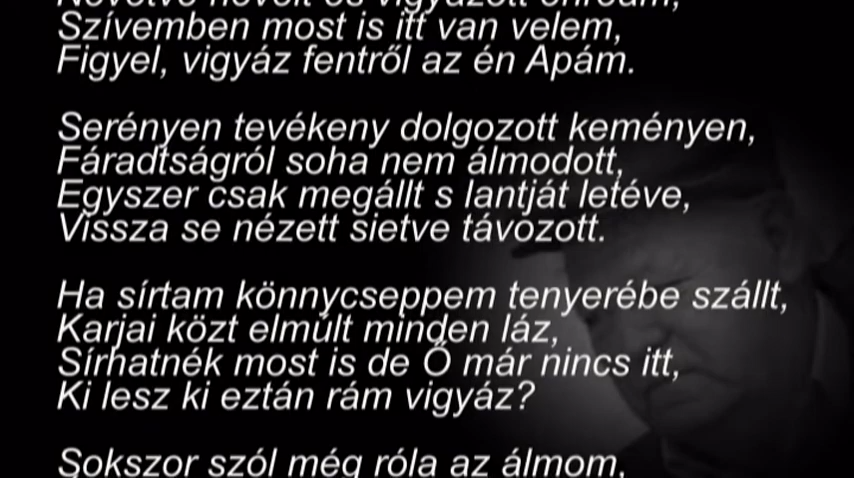 Szívemben most is itt van velem,
Figyel, vigyáz fentről az én Apám.
Serényen tevékeny dolgozott keményen,
Fáradtságról soha nem álmodott,
Egyszer csak megállt s lantját letéve,
Vissza se nézett sietve távozott.
Ha sírtam könnycseppem tenyerébe szállt,
Karjai közt elmúlt minden láz,
Sírhatnék most is de Ő már nincs itt,
Ki lesz ki eztán rám vigyáz?
Sokszor szól még róla az álmom,